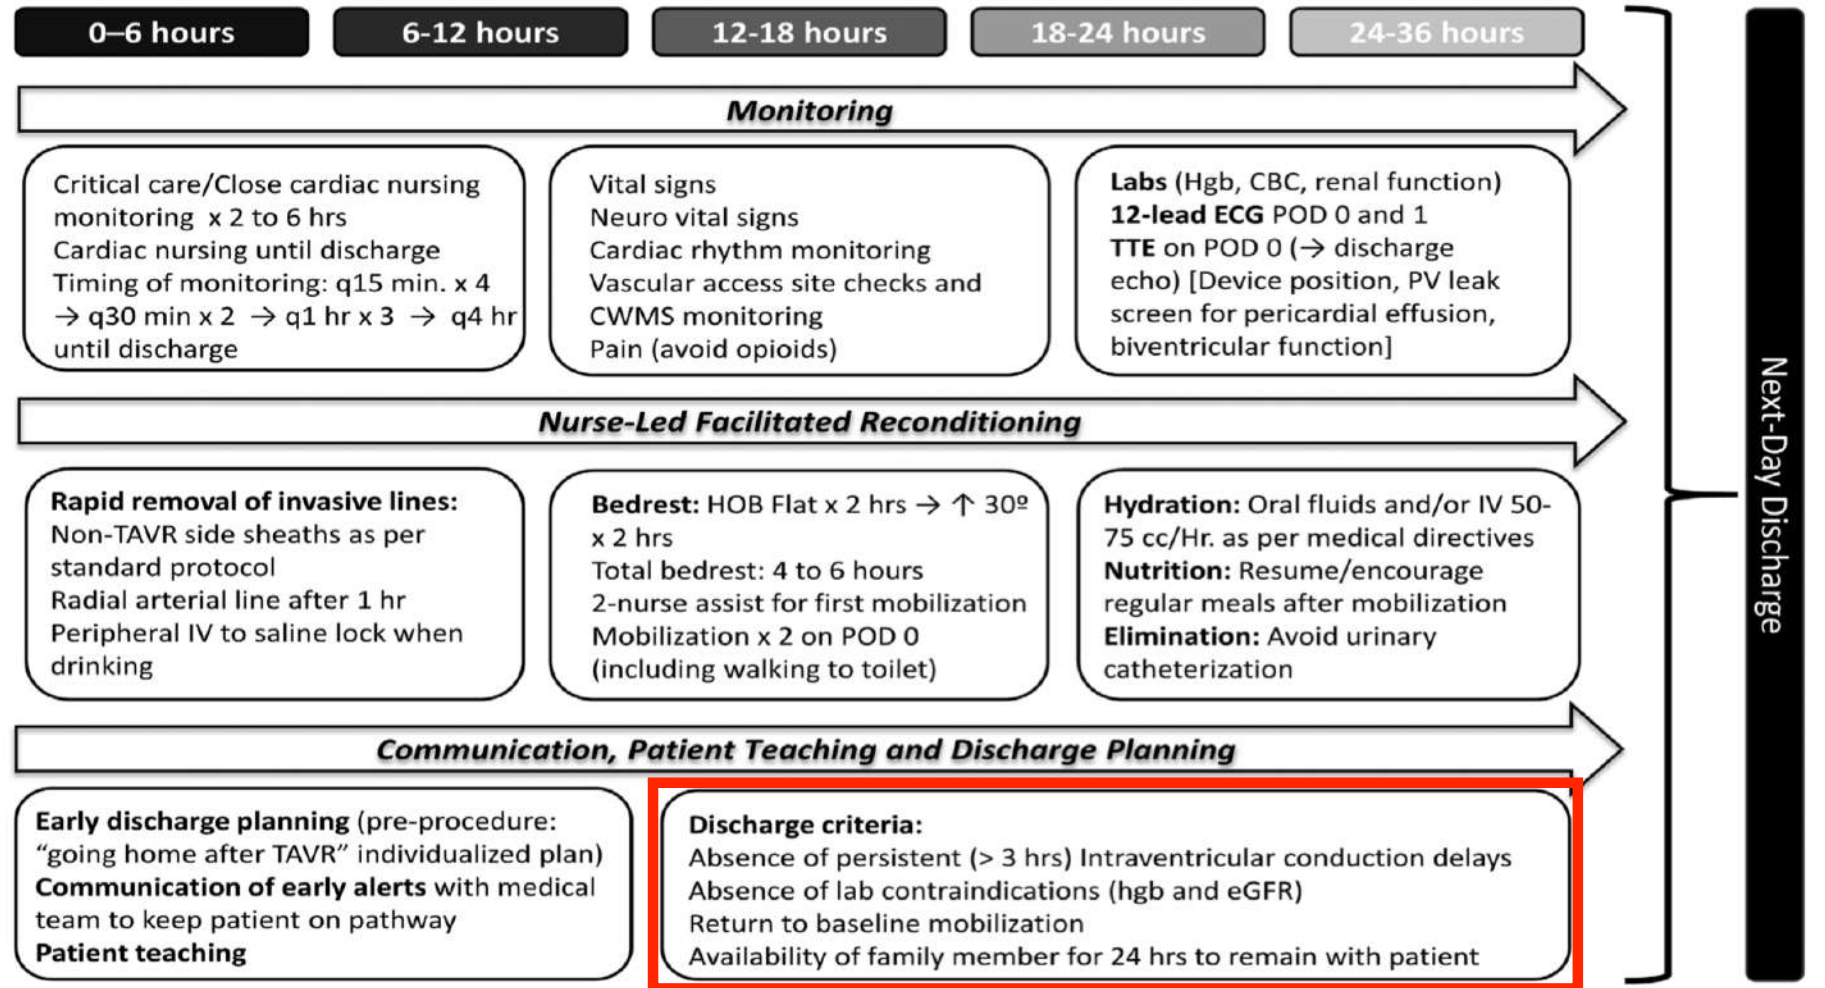 0–6 hours
6-12 hours
12-18 hours
18-24 hours
24-36 hours
Monitoring
Critical care/Close cardiac nursing
monitoring x 2 to 6 hrs
Cardiac nursing until discharge
Timing of monitoring: q15 min. x 4
→ q30 min x 2 → q1 hr x 3 → q4 hr
until discharge
Vital signs
Neuro vital signs
Cardiac rhythm monitoring
Vascular access site checks and
CWMS monitoring
Pain (avoid opioids)
Labs (Hgb, CBC, renal function)
12-lead ECG POD 0 and 1
TTE on POD 0 (→ discharge
echo) [Device position, PV leak
screen for pericardial effusion,
biventricular function]
Nurse-Led Facilitated Reconditioning
Rapid removal of invasive lines:
Non-TAVR side sheaths as per
standard protocol
Radial arterial line after 1 hr
Peripheral IV to saline lock when
drinking
Bedrest: HOB Flat x 2 hrs → ↑ 30º
x 2 hrs
Total bedrest: 4 to 6 hours
2-nurse assist for first mobilization
Mobilization x 2 on POD 0
(including walking to toilet)
Hydration: Oral fluids and/or IV 50-
75 cc/Hr. as per medical directives
Nutrition: Resume/encourage
regular meals after mobilization
Elimination: Avoid urinary
catheterization
Communication, Patient Teaching and Discharge Planning
Early discharge planning (pre-procedure:
“going home after TAVR” individualized plan)
Communication of early alerts with medical
team to keep patient on pathway
Patient teaching
Discharge criteria:
Absence of persistent (> 3 hrs) Intraventricular conduction delays
Absence of lab contraindications (hgb and eGFR)
Return to baseline mobilization
Availability of family member for 24 hrs to remain with patient
Next-Day Discharge